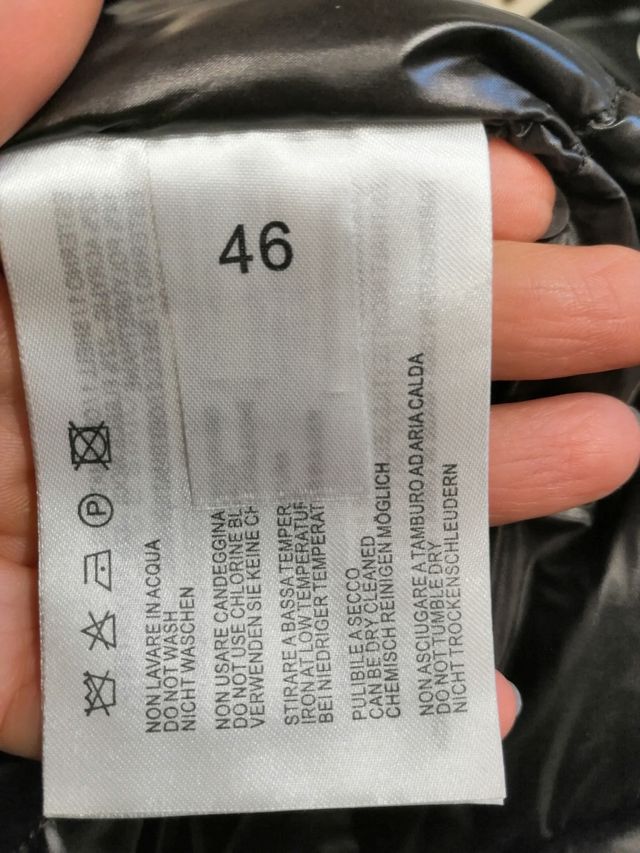 46
NON LAVARE IN ACQUA
DO NOT WASH
NICHT WASCHEN
NON USARE CANDEGGINA
DO NOT USE CHLORINE BL
VERWENDEN SIE KEINE CH
STIRARE A BASSA TEMPER
IRON AT LOW TEMPERATUR
BEI NIEDRIGER TEMPERAT
PULIBILE A SECCO
CAN BE DRY CLEANED
CHEMISCH REINIGEN MÖGLICH
NON ASCIUGARE A TAMBURO AD ARIA CALDA
DO NOT TUMBLE DRY
NICHT TROCKENSCHLEUDERN
P